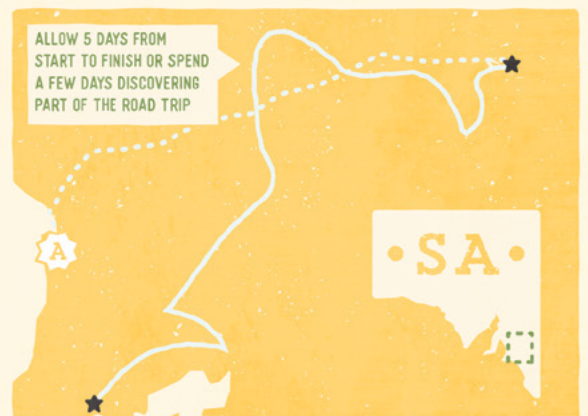 ALLOW 5 DAYS FROM
START TO FINISH OR SPEND
A FEW DAYS DISCOVERING
PART OF THE ROAD TRIP
A
• SA •